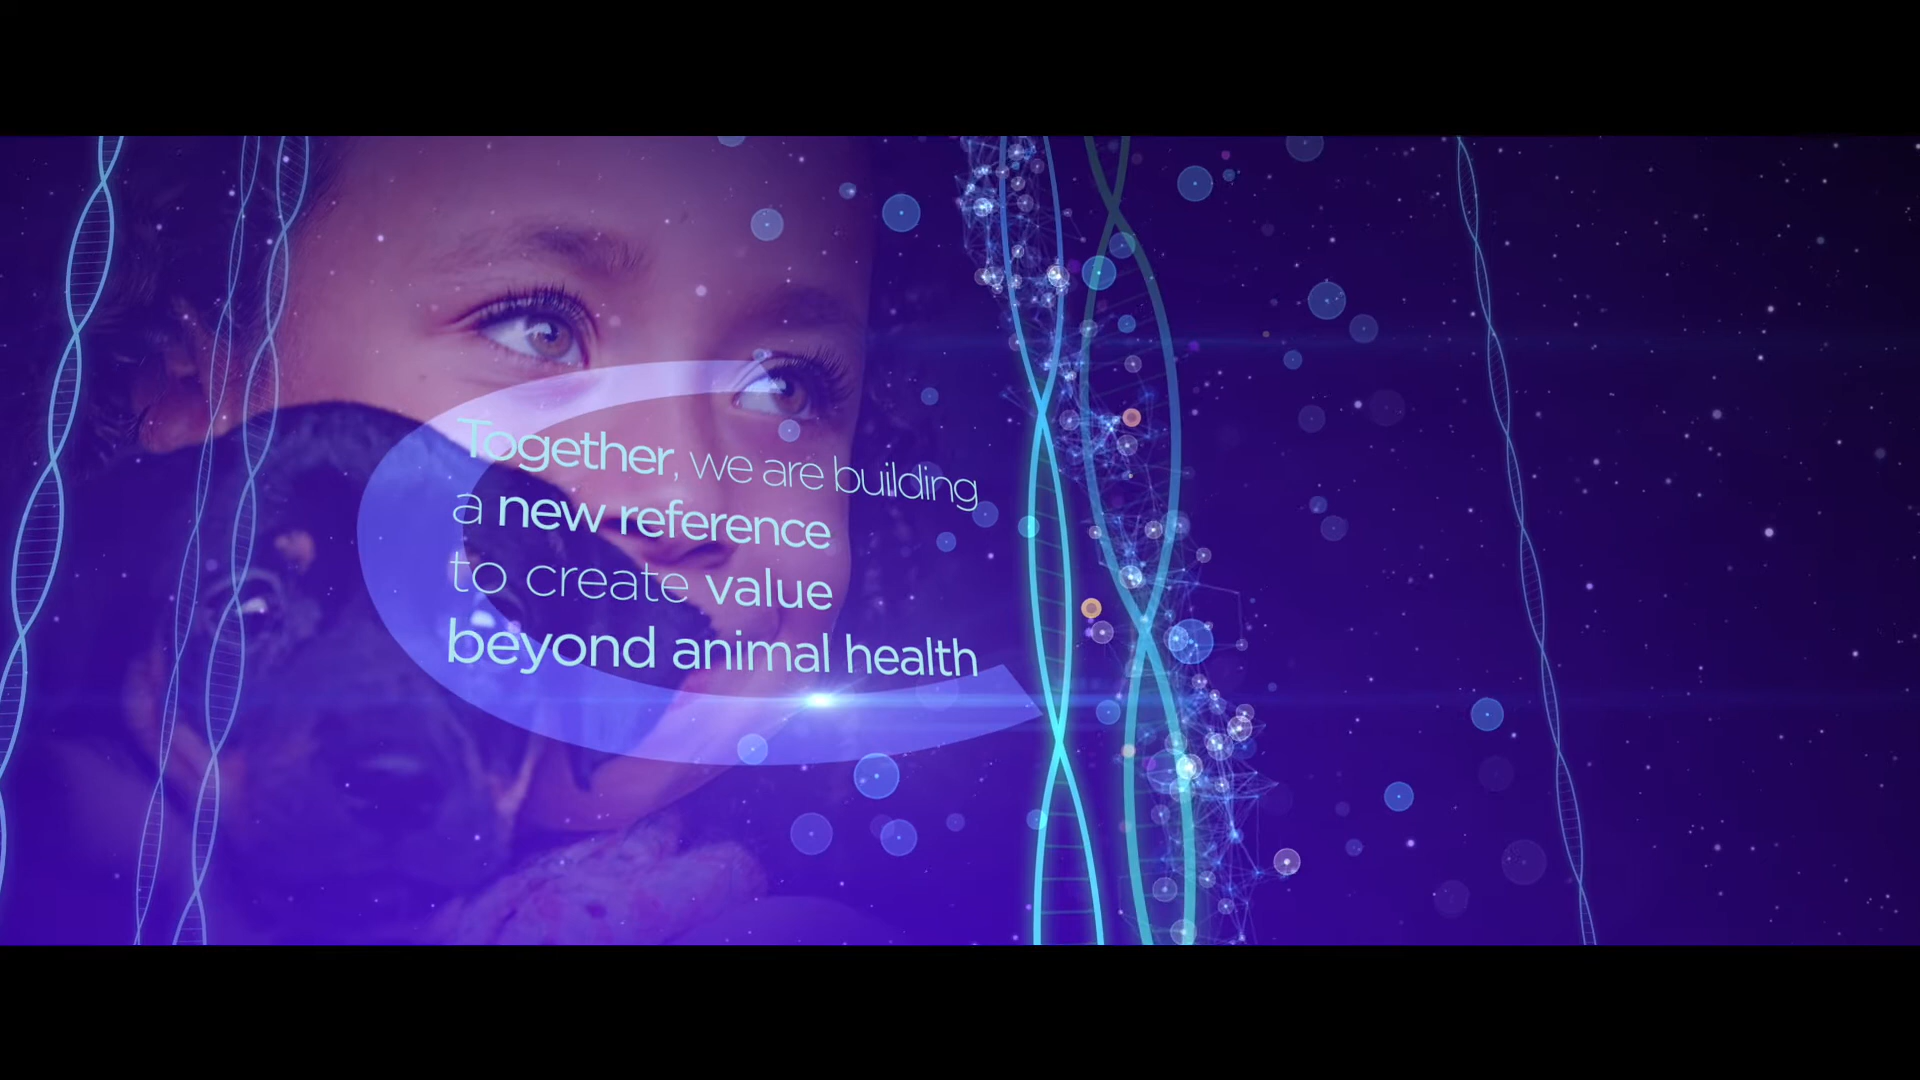 Together, we are building
a new reference
to create value
beyond animal health